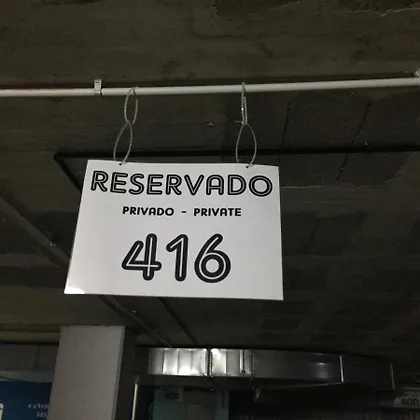 RESERVADO
PRIVADO - PRIVATE
416